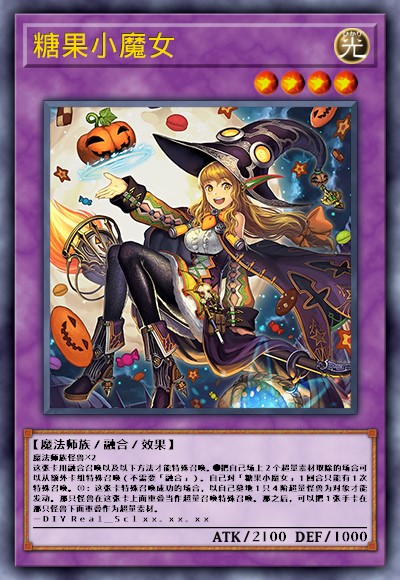 糖果小魔女
光
【魔法师族／融合／效果】
魔法师族怪兽×2
这张卡用融合召唤以及以下方法才能特殊召唤。●把自己场上2个超量素材取除的场合可
以从额外卡组特殊召唤（不需要「融合」）。自己对「糖果小魔女」1回合只能有1次
特殊召唤。①：这张卡特殊召唤成功的场合，以自己墓地1只4阶超量怪兽为对象才能
发动。那只怪兽在这张卡上面重叠当作超量召唤特殊召唤。那之后，可以把1张手卡在
那只怪兽下面重叠作为超量素材。
—DIYReal_Sclxx.xx.xx
ATK/2100 DEF/1000